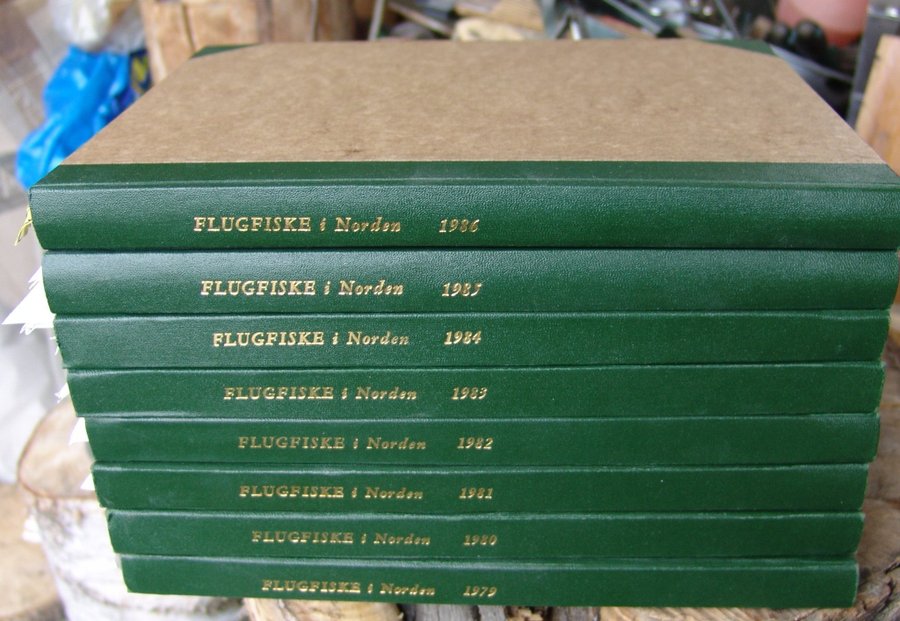 FLUGFISKE i Norden 1986
FLUGFISKE i Norden 1985
FLUGFISKE i Norden 1984
FLUGFISKE i Norden 1983
FLUGFISKE i Norden 1982
FLUGFISKE i Norden 1981
FLUGFISKE i Norden 1980
FLUGFISKE i Norden 1979